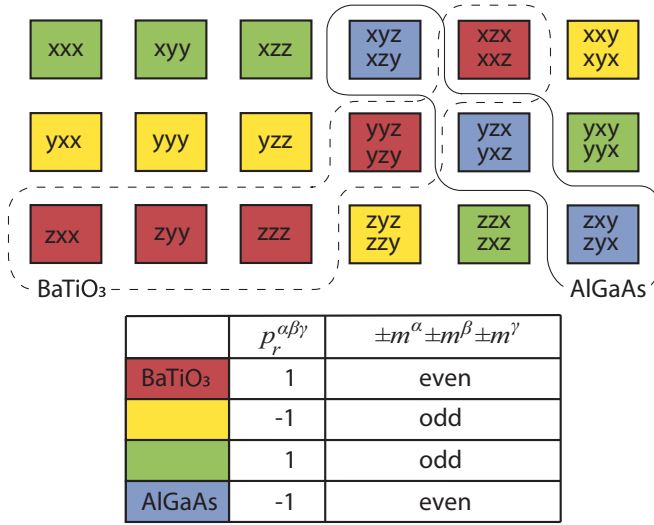 xxx xyy xzz xyz xzx xxy
xzy xxz xyx
yxx yyy yzz yyz yzx yxy
yzy yxz yyx
zxx zyy zzz zyz zzx zxy
zzy zxz zyx
BaTiO₃ AlGaAs
p_r^{αβγ} ±m^α±m^β±m^γ
BaTiO₃ 1 even
-1 odd
1 odd
AlGaAs -1 even